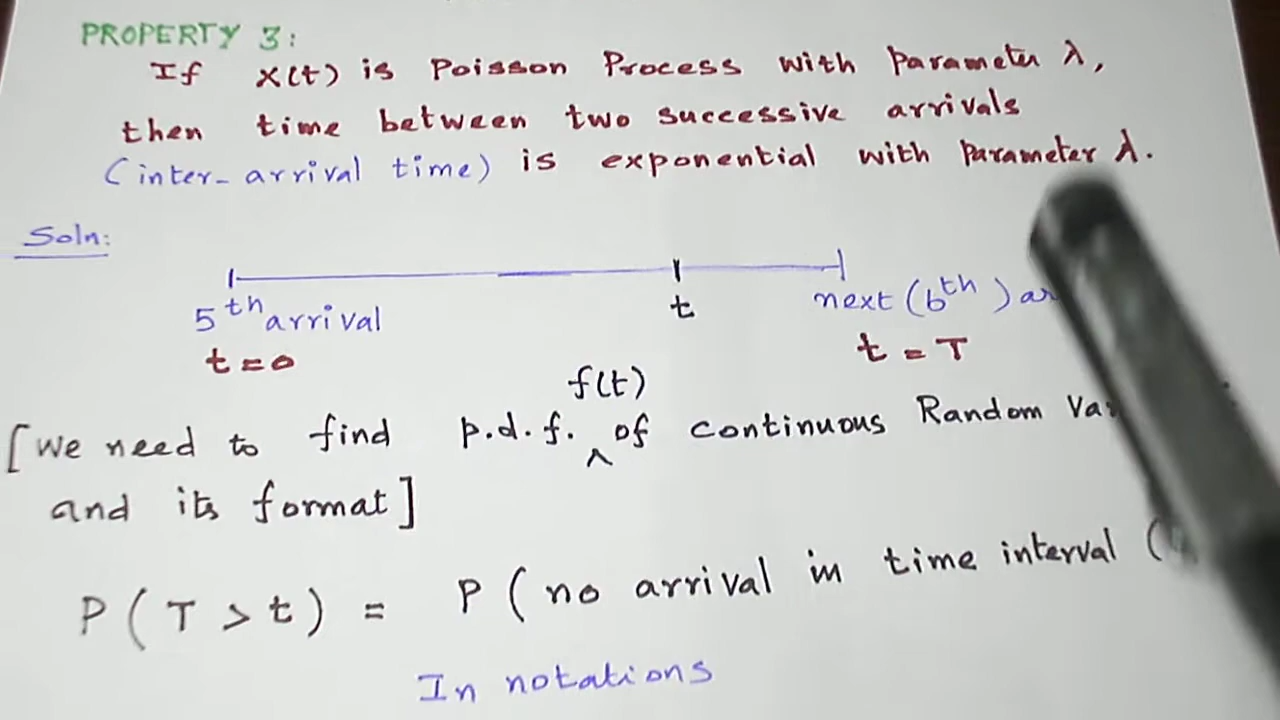 PROPERTY 3:
If X(t) is Poisson Process with Parameter λ,
then time between two successive arrivals
(inter-arrival time) is exponential with Parameter λ.
Soln:
5th arrival
t
next (6th)
t = 0
t = T
f(t)
[We need to find p.d.f. ^ of continuous Random
and its format]
P(T > t) = P(no arrival in time interval (
In notations